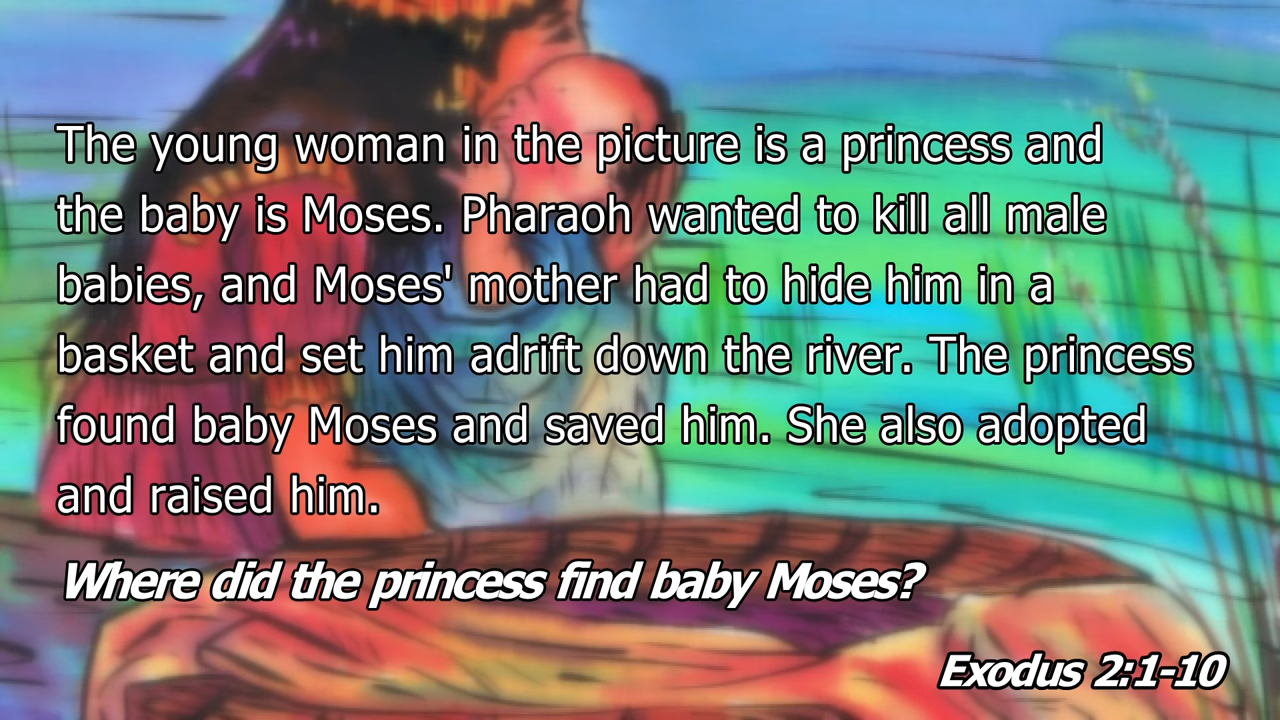 The young woman in the picture is a princess and
the baby is Moses. Pharaoh wanted to kill all male
babies, and Moses' mother had to hide him in a
basket and set him adrift down the river. The princess
found baby Moses and saved him. She also adopted
and raised him.
Where did the princess find baby Moses?
Exodus 2:1-10